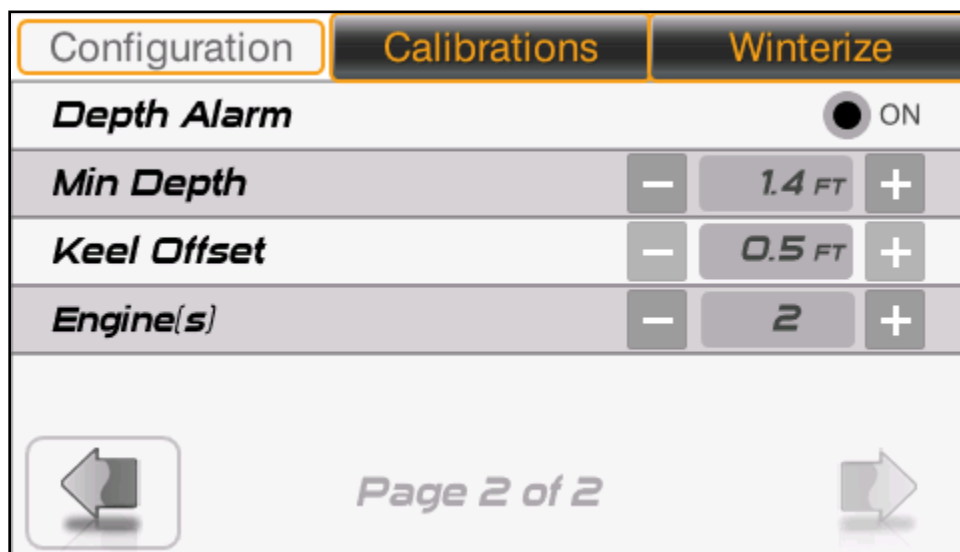 Configuration Calibrations Winterize
Depth Alarm ON
Min Depth − 1.4 FT +
Keel Offset − 0.5 FT +
Engine(s) − 2 +
Page 2 of 2